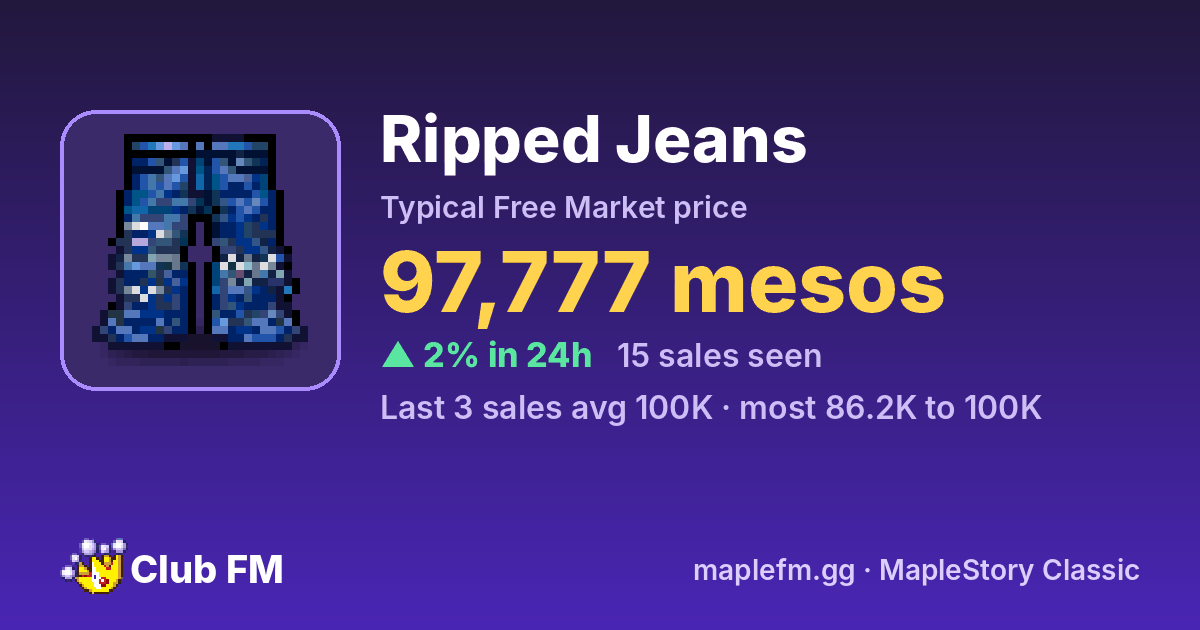 Ripped Jeans
Typical Free Market price
97,777 mesos
▲ 2% in 24h 15 sales seen
Last 3 sales avg 100K · most 86.2K to 100K
Club FM
maplefm.gg · MapleStory Classic